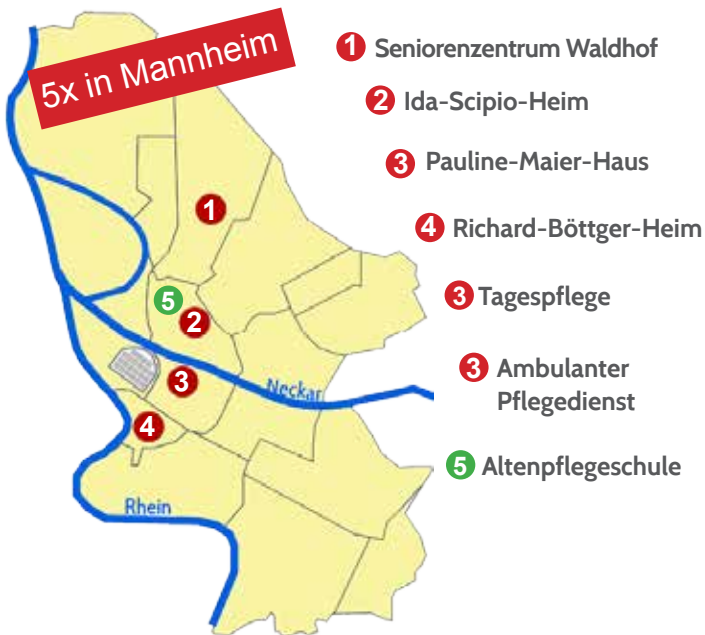 5x in Mannheim
1 Seniorenzentrum Waldhof
2 Ida-Scipio-Heim
3 Pauline-Maier-Haus
4 Richard-Böttger-Heim
3 Tagespflege
3 Ambulanter
Pflegedienst
5 Altenpflegeschule
1
5
2
3
Neckar
4
Rhein